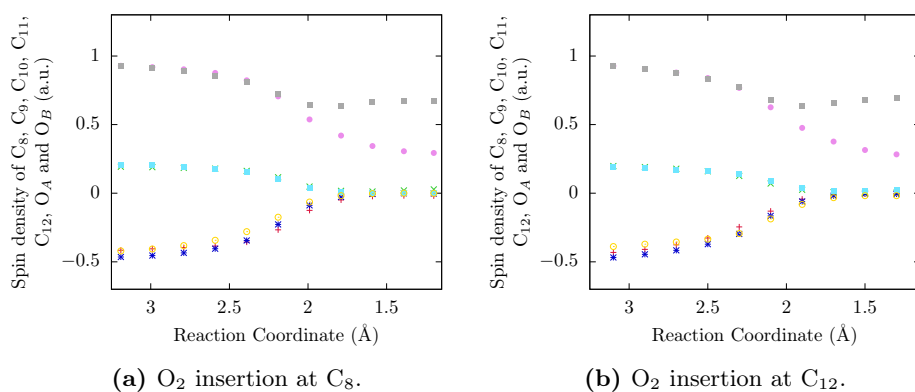 Spin density of C8, C9, C10, C11,
C12, OA and OB (a.u.)
1
0.5
0
−0.5
3
2.5
2
1.5
Reaction Coordinate (Å)
(a) O2 insertion at C8.
Spin density of C8, C9, C10, C11,
C12, OA and OB (a.u.)
1
0.5
0
−0.5
3
2.5
2
1.5
Reaction Coordinate (Å)
(b) O2 insertion at C12.